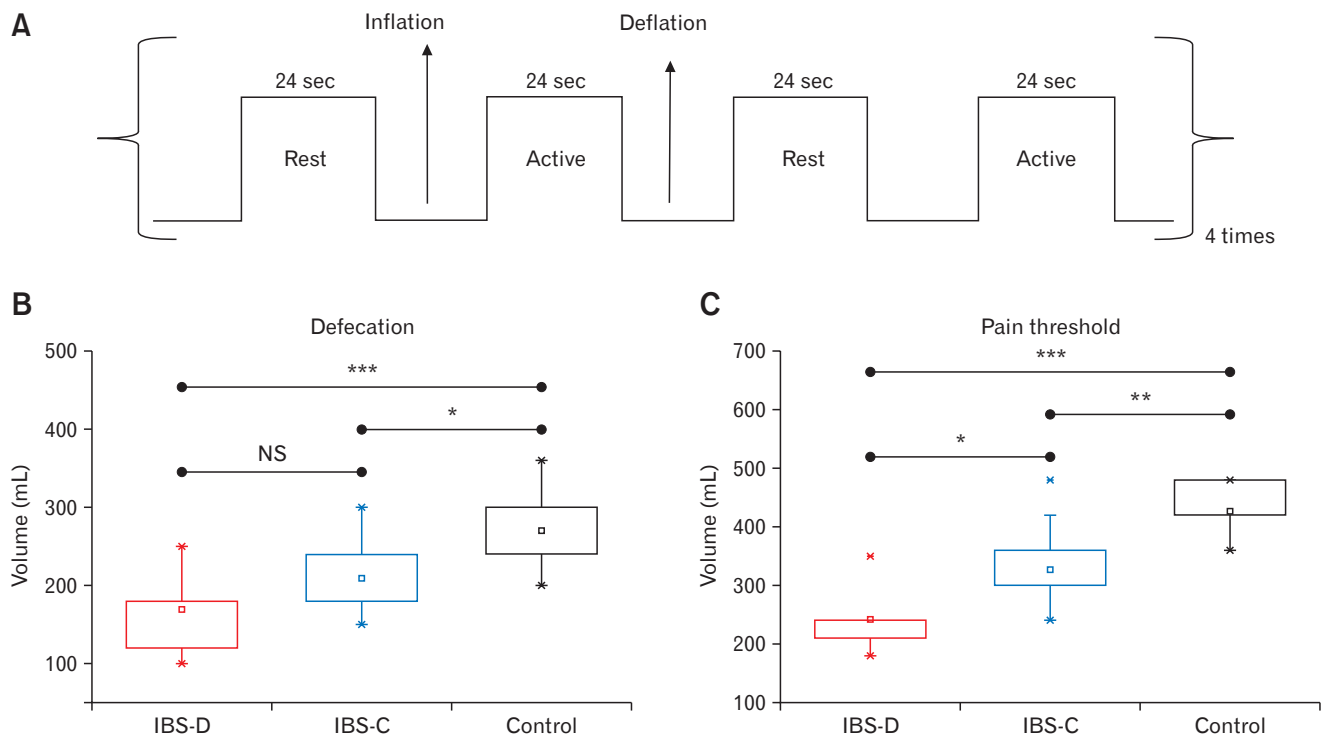 A
Inflation
Deflation
24 sec
24 sec
24 sec
24 sec
Rest
Active
Rest
Active
4 times
B
Defecation
Volume (mL)
500
400
300
200
100
***
*
NS
IBS-D
IBS-C
Control
C
Pain threshold
Volume (mL)
700
600
500
400
300
200
100
***
**
*
IBS-D
IBS-C
Control